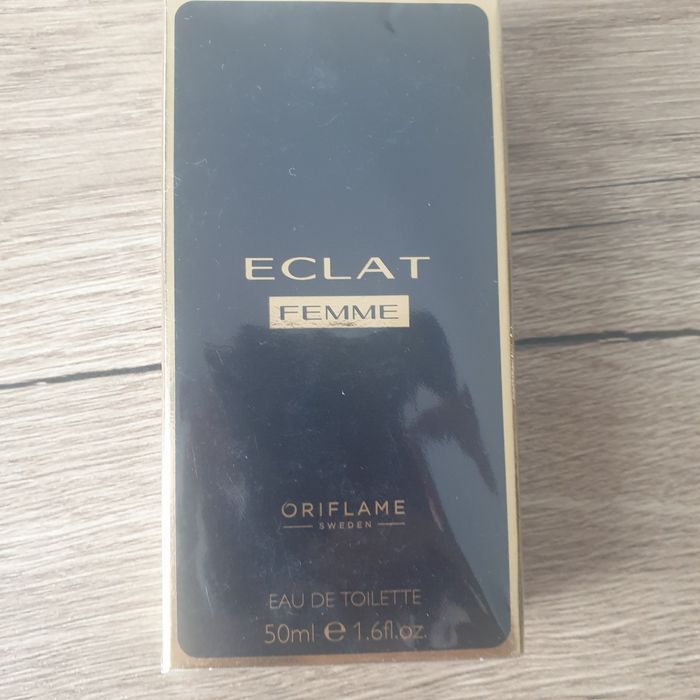 ECLAT
FEMME
ORIFLAME
SWEDEN
EAU DE TOILETTE
50ml ℮ 1.6fl.oz.